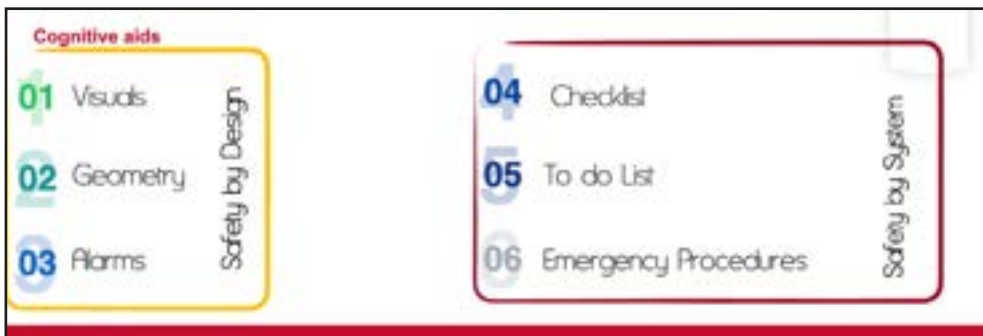 Cognitive aids
01 Visuals
02 Geometry
03 Alarms
Safety by Design
04 Checklist
05 To do List
06 Emergency Procedures
Safety by System